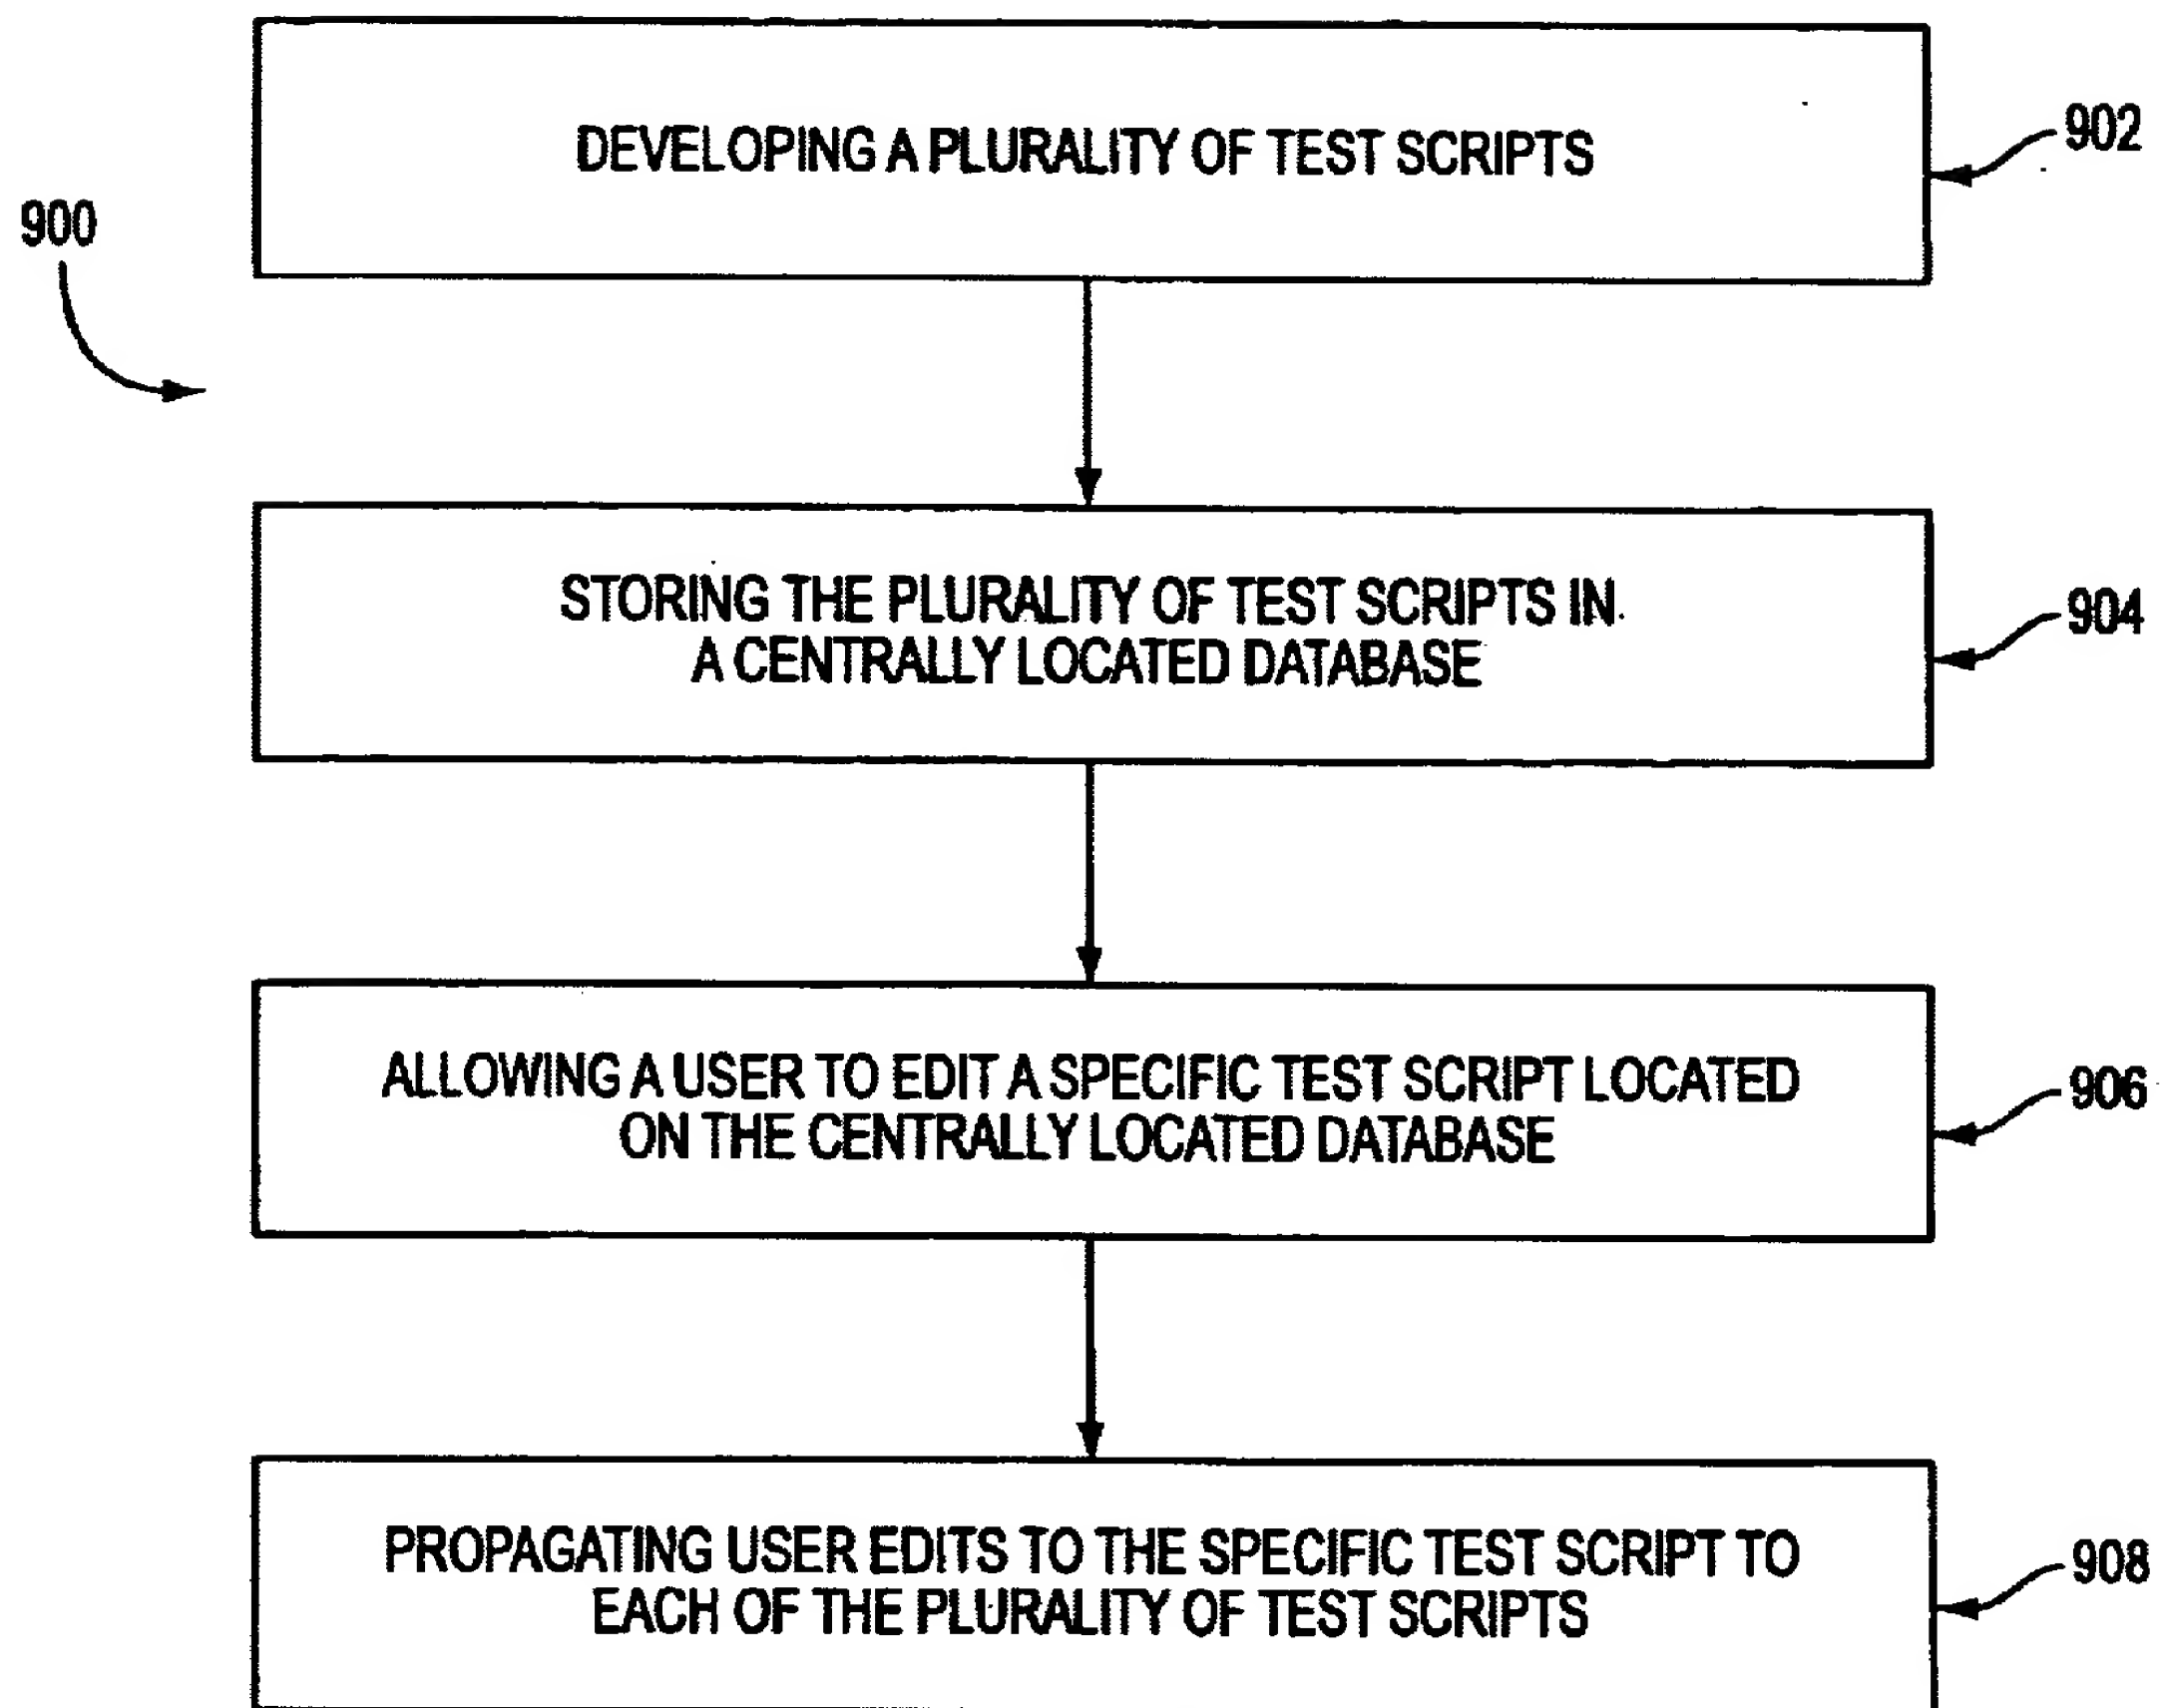 DEVELOPING A PLURALITY OF TEST SCRIPTS
902
900
STORING THE PLURALITY OF TEST SCRIPTS IN
A CENTRALLY LOCATED DATABASE
904
ALLOWING A USER TO EDIT A SPECIFIC TEST SCRIPT LOCATED
ON THE CENTRALLY LOCATED DATABASE
906
PROPAGATING USER EDITS TO THE SPECIFIC TEST SCRIPT TO
EACH OF THE PLURALITY OF TEST SCRIPTS
908